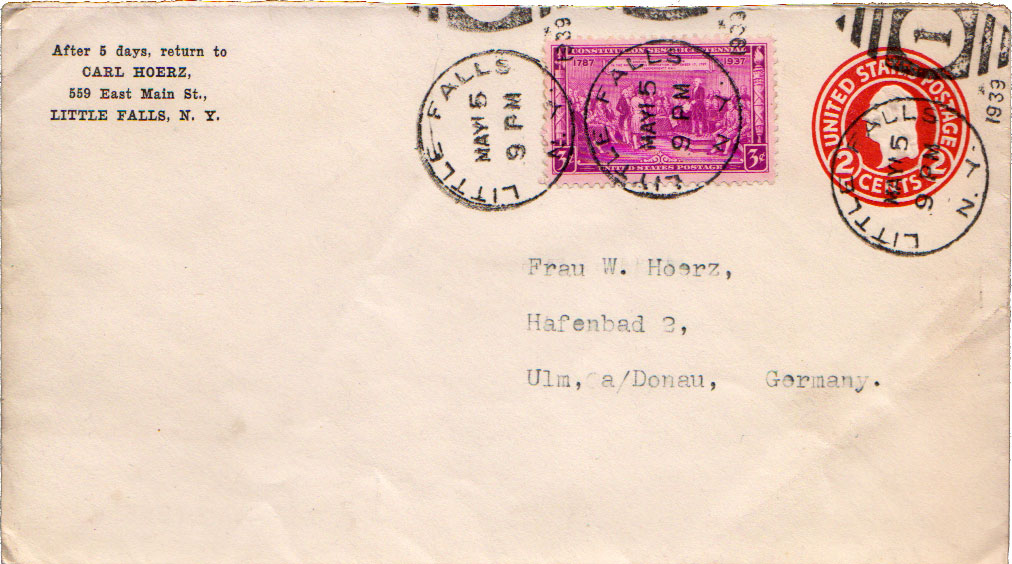 After 5 days, return to
CARL HOERZ,
559 East Main St.,
LITTLE FALLS, N. Y.
LITTLE FALLS N.Y.
MAY 15
9 PM
1939
CONSTITUTION SESQUICENTENNIAL
1787 1937
3¢ 3¢
UNITED STATES POSTAGE
LITTLE FALLS N.Y.
MAY 15
9 PM
1939
1
UNITED STATES POSTAGE
2 CENTS 2
LITTLE FALLS N.Y.
MAY 15
9 PM
1939
Frau W. Hoerz,
Hafenbad 2,
Ulm, a/Donau, Germany.